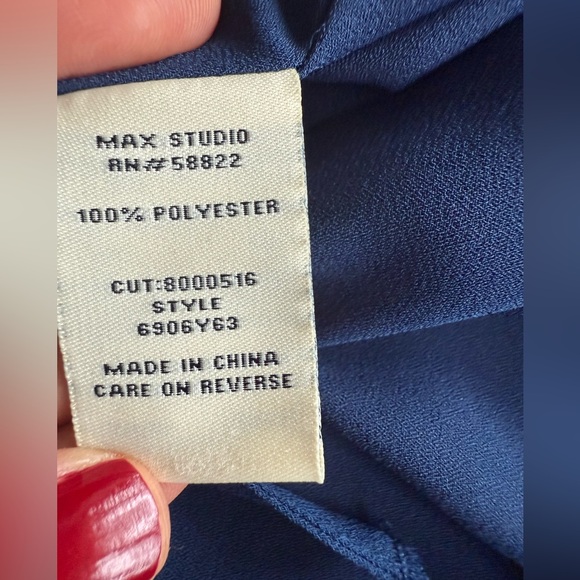 MAX STUDIO
RN#58822
100% POLYESTER
CUT:8000516
STYLE
6906Y63
MADE IN CHINA
CARE ON REVERSE